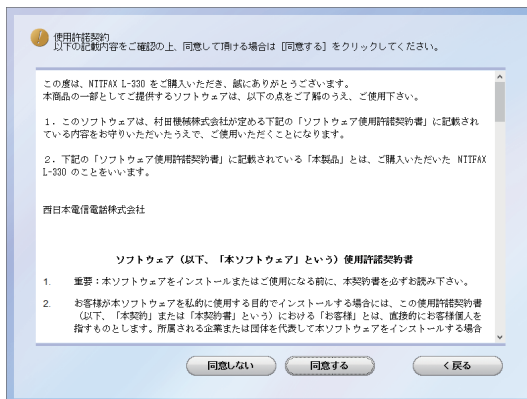 使用許諾契約
以下の記載内容をご確認の上、同意して頂ける場合は [同意する] をクリックしてください。
この度は、NTTFAX L-330 をご購入いただき、誠にありがとうございます。
本商品の一部としてご提供するソフトウェアは、以下の点をご了解のうえ、ご使用下さい。
1．このソフトウェアは、村田機械株式会社が定める下記の「ソフトウェア使用許諾契約書」に記載され
ている内容をお守りいただいたうえで、ご使用いただくことになります。
2．下記の「ソフトウェア使用許諾契約書」に記載されている「本製品」とは、ご購入いただいた NTTFAX
L-330 のことをいいます。
西日本電信電話株式会社
ソフトウェア（以下、「本ソフトウェア」という）使用許諾契約書
1. 重要：本ソフトウェアをインストールまたはご使用になる前に、本契約書を必ずお読み下さい。
2. お客様が本ソフトウェアを私的に使用する目的でインストールする場合には、この使用許諾契約書
（以下、「本契約」または「本契約書」という）における「お客様」とは、直接的にお客様個人を
指すものとします。所属される企業または団体を代表して本ソフトウェアをインストールする場合
同意しない 同意する < 戻る